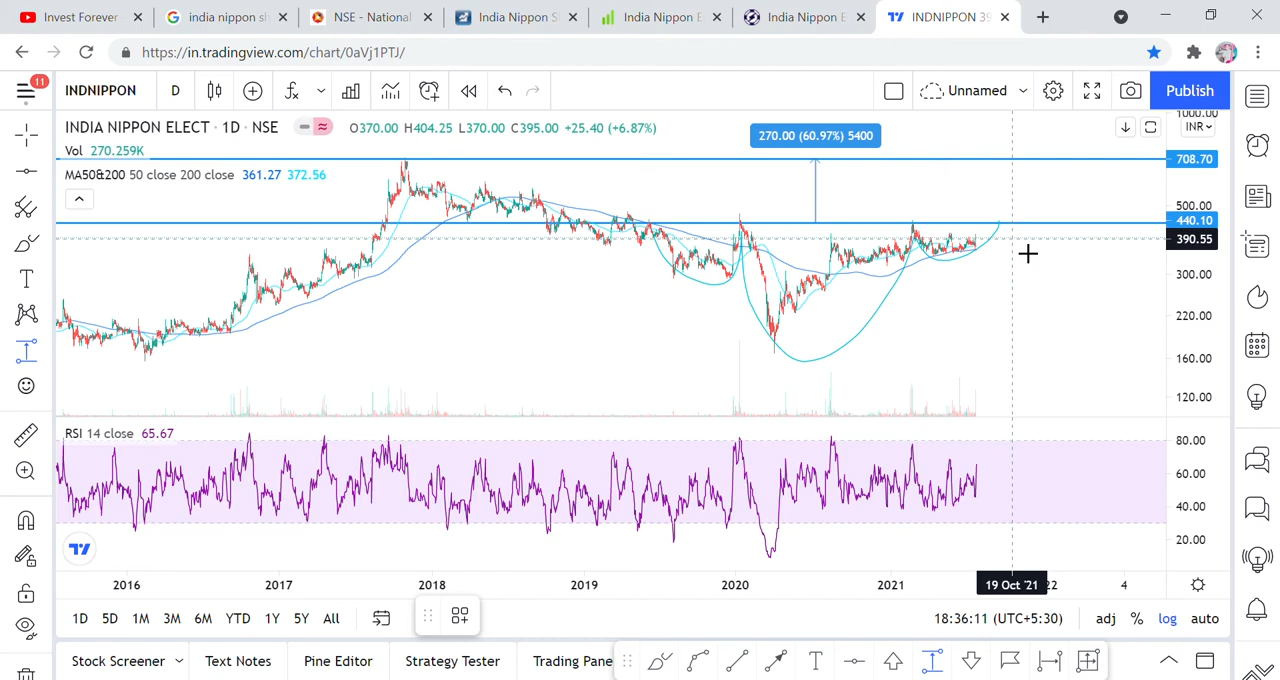 Invest Forever
india nippon sh
NSE - National
India Nippon S
India Nippon E
India Nippon E
INDNIPPON 39
https://in.tradingview.com/chart/0aVj1PTJ/
11
INDNIPPON
D
Unnamed
Publish
INDIA NIPPON ELECT · 1D · NSE
O370.00 H404.25 L370.00 C395.00 +25.40 (+6.87%)
Vol 270.259K
MA50&200 50 close 200 close 361.27 372.56
270.00 (60.97%) 5400
1000.00
INR
708.70
500.00
440.10
390.55
300.00
220.00
160.00
120.00
RSI 14 close 65.67
80.00
60.00
40.00
20.00
2016
2017
2018
2019
2020
2021
19 Oct '21
22
4
1D
5D
1M
3M
6M
YTD
1Y
5Y
All
18:36:11 (UTC+5:30)
adj
%
log
auto
Stock Screener
Text Notes
Pine Editor
Strategy Tester
Trading Pane